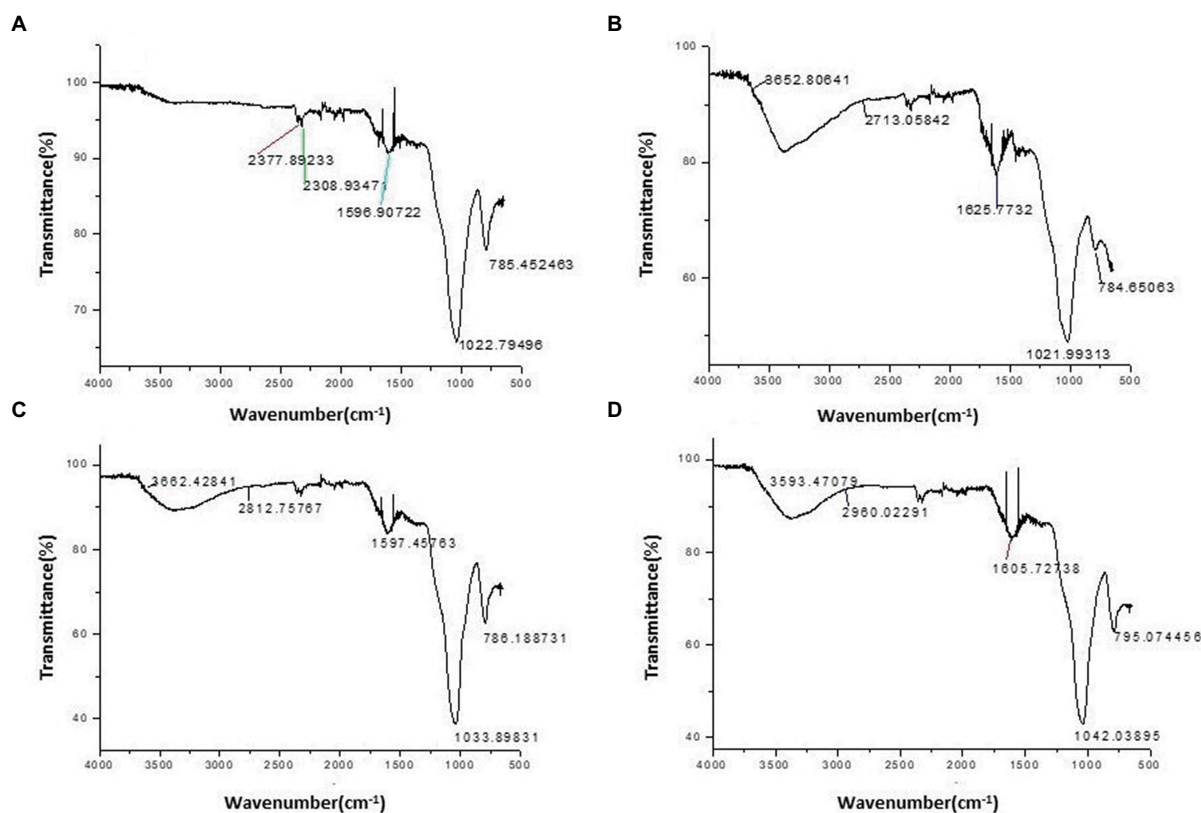 A
Transmittance(%)
100
90
80
70
2377.89233
2308.93471
1596.90722
785.452463
1022.79496
4000 3500 3000 2500 2000 1500 1000 500
Wavenumber(cm-1)
B
Transmittance(%)
100
80
60
3652.80641
2713.05842
1625.7732
784.65063
1021.99313
4000 3500 3000 2500 2000 1500 1000 500
Wavenumber(cm-1)
C
Transmittance(%)
100
80
60
40
3662.42841
2812.75767
1597.45763
786.188731
1033.89831
4000 3500 3000 2500 2000 1500 1000 500
Wavenumber(cm-1)
D
Transmittance(%)
100
80
60
40
3593.47079
2960.02291
1605.72738
795.074456
1042.03895
4000 3500 3000 2500 2000 1500 1000 500
Wavenumber(cm-1)